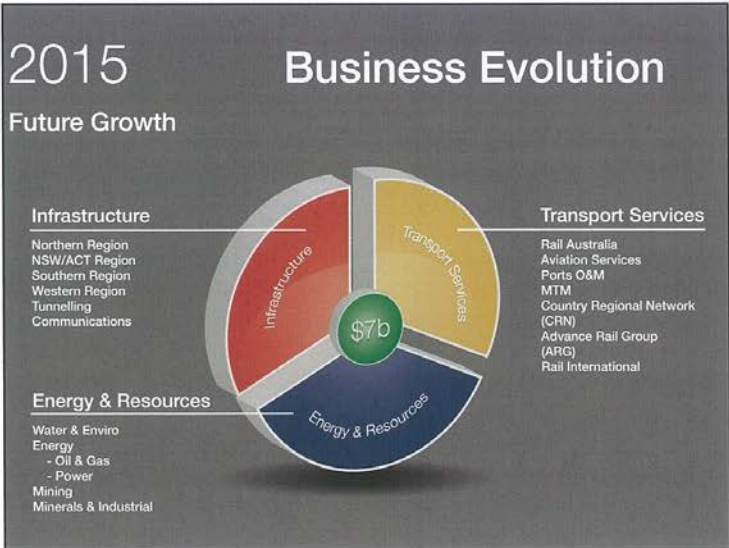 2015
Business Evolution
Future Growth
Infrastructure
Northern Region
NSW/ACT Region
Southern Region
Western Region
Tunnelling
Communications
Energy & Resources
Water & Enviro
Energy
- Oil & Gas
- Power
Mining
Minerals & Industrial
Infrastructure
Transport Services
$7b
Energy & Resources
Transport Services
Rail Australia
Aviation Services
Ports O&M
MTM
Country Regional Network
(CRN)
Advance Rail Group
(ARG)
Rail International